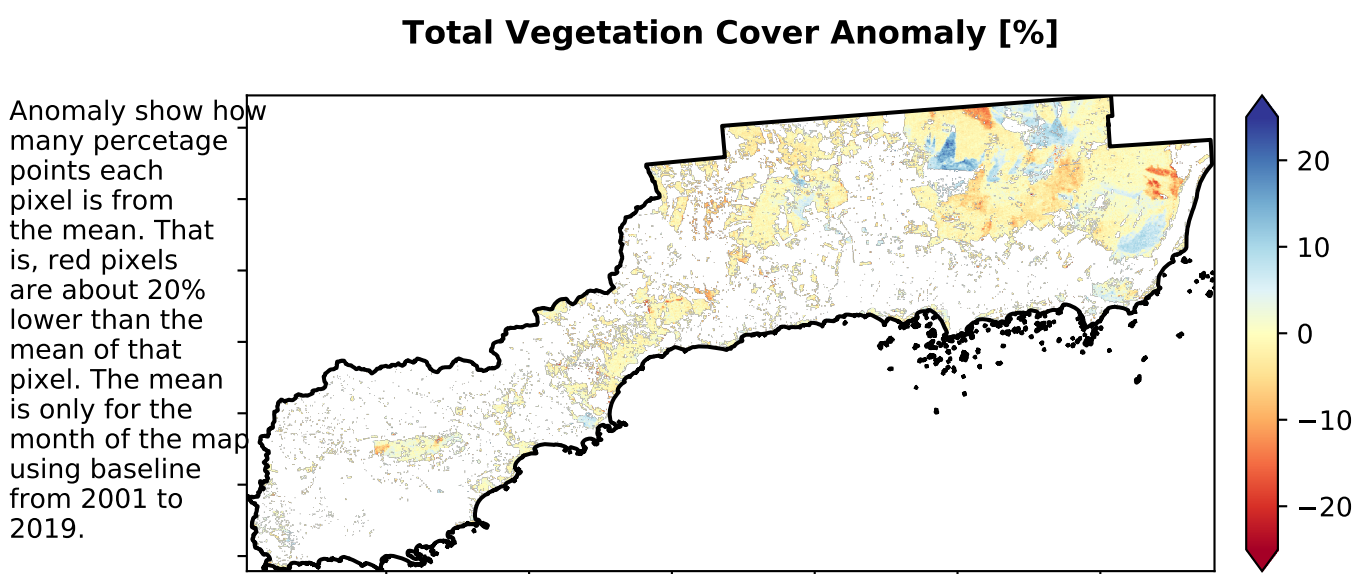 Total Vegetation Cover Anomaly [%]
Anomaly show how
many percetage
points each
pixel is from
the mean. That
is, red pixels
are about 20%
lower than the
mean of that
pixel. The mean
is only for the
month of the map
using baseline
from 2001 to
2019.
20
10
0
−10
−20